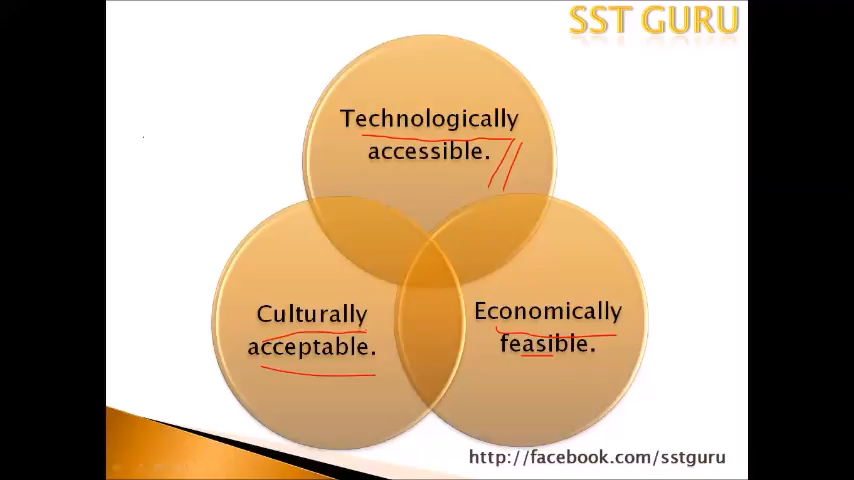 SST GURU
Technologically
accessible.
Culturally
acceptable.
Economically
feasible.
http://facebook.com/sstguru